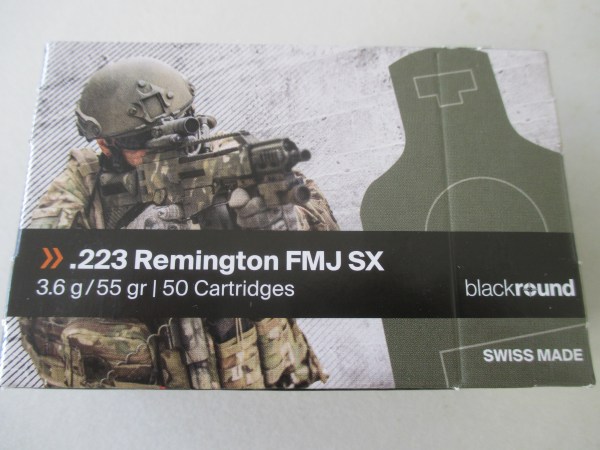 .223 Remington FMJ SX
3.6 g/55 gr | 50 Cartridges
blackround
SWISS MADE